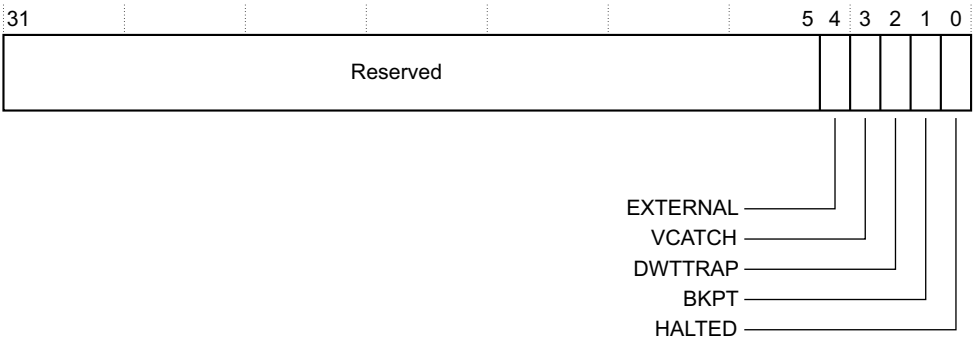 31 5 4 3 2 1 0
Reserved
EXTERNAL
VCATCH
DWTTRAP
BKPT
HALTED